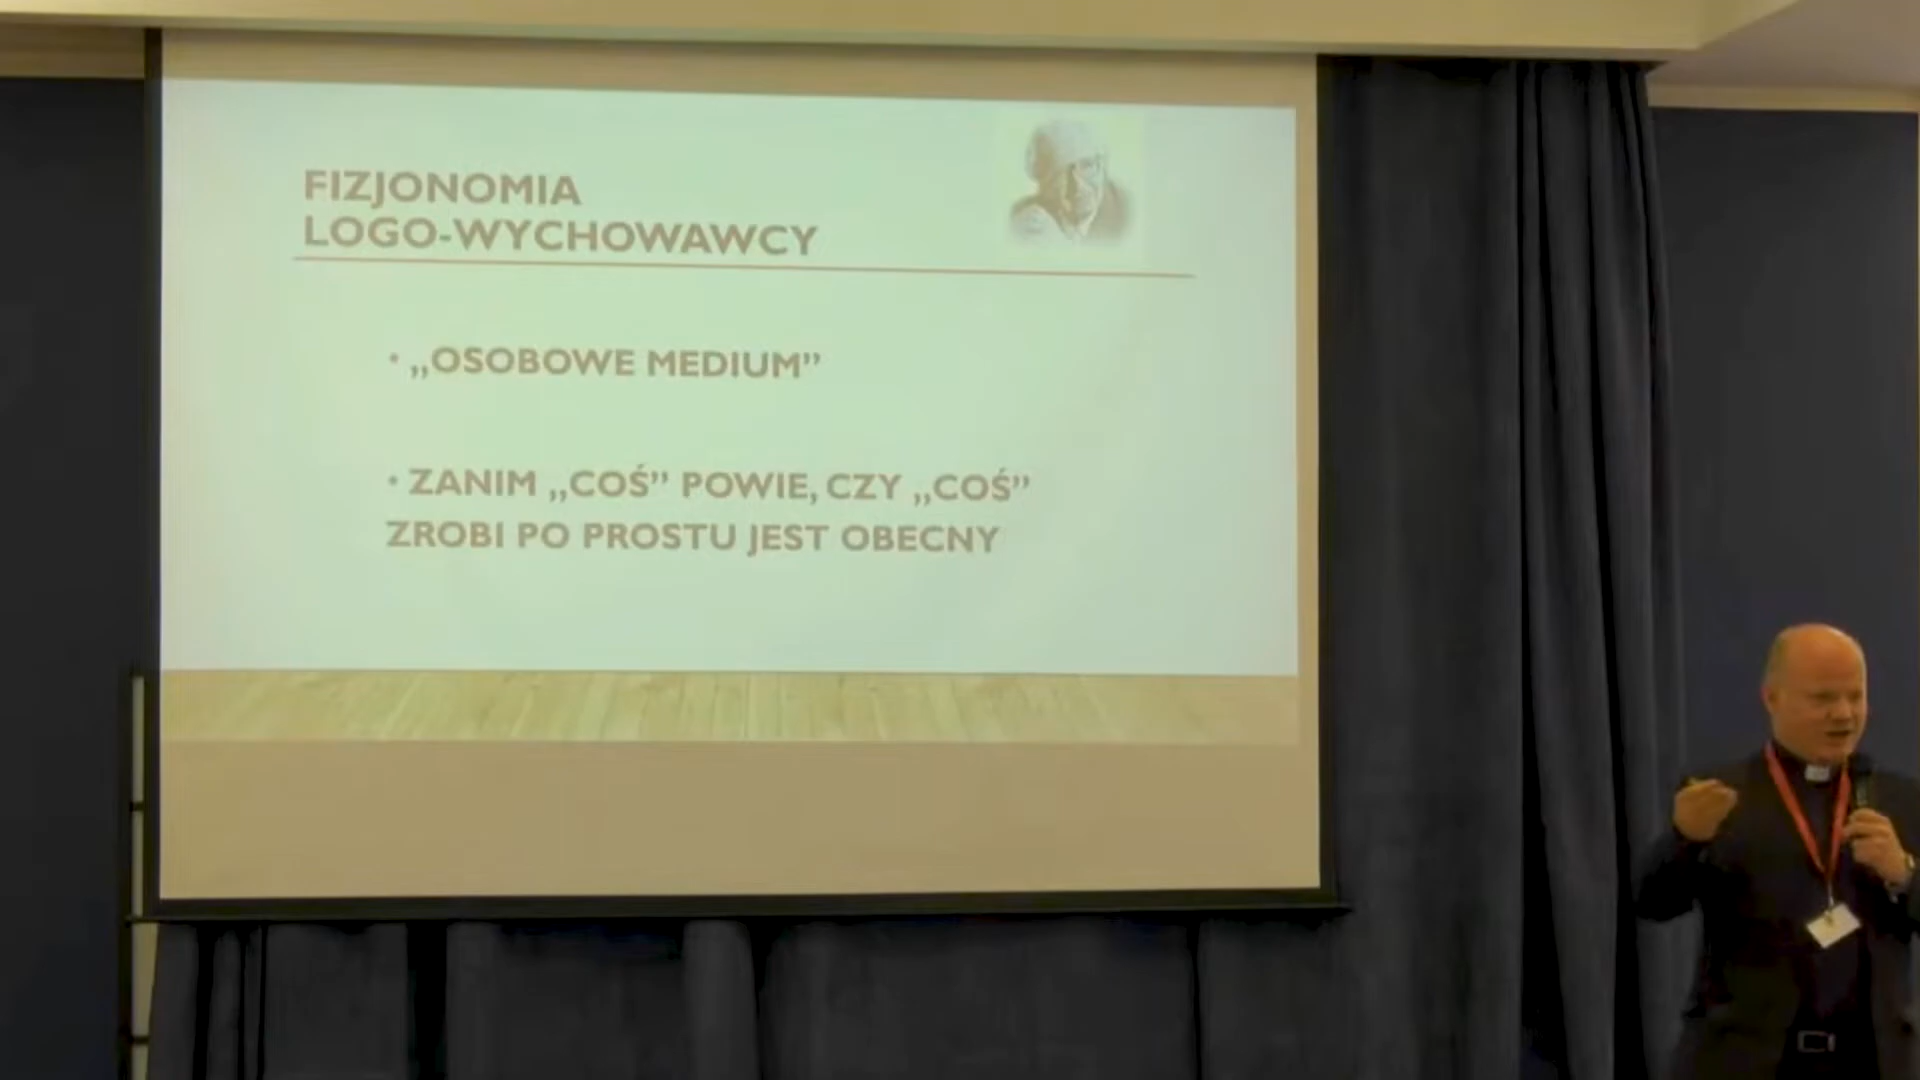 FIZJONOMIA
LOGO-WYCHOWAWCY
• „OSOBOWE MEDIUM”
• ZANIM „COŚ” POWIE, CZY „COŚ”
ZROBI PO PROSTU JEST OBECNY